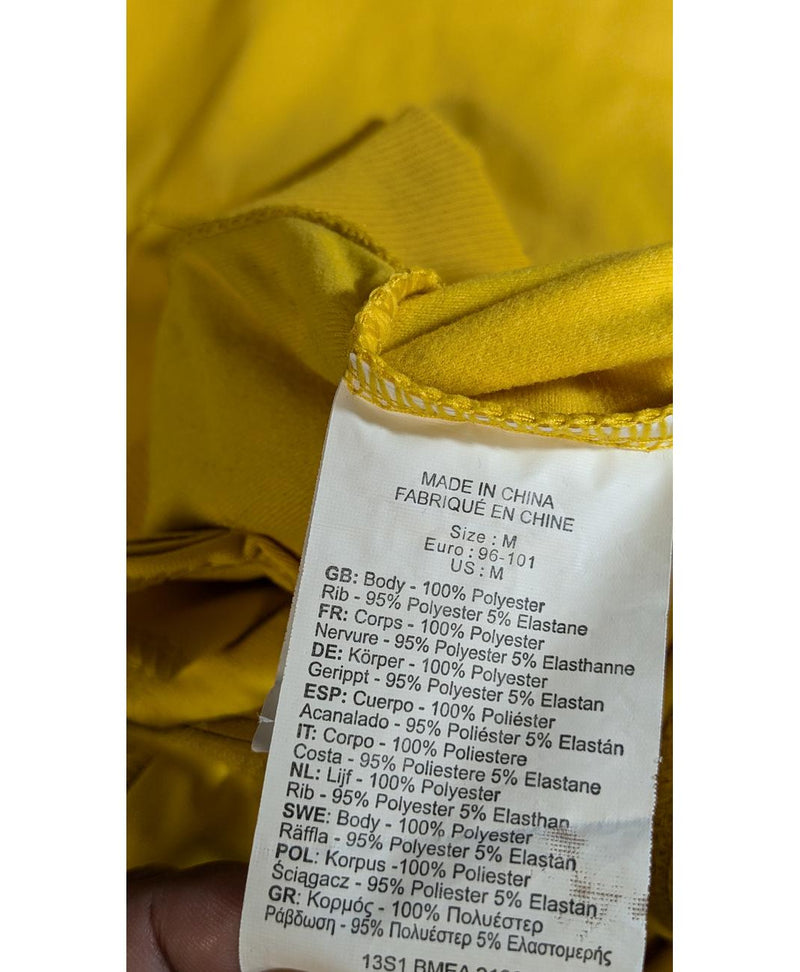 MADE IN CHINA
FABRIQUÉ EN CHINE
Size : M
Euro : 96-101
US : M
GB: Body - 100% Polyester
Rib - 95% Polyester 5% Elastane
FR: Corps - 100% Polyester
Nervure - 95% Polyester 5% Elasthanne
DE: Körper - 100% Polyester
Gerippt - 95% Polyester 5% Elastan
ESP: Cuerpo - 100% Poliéster
Acanalado - 95% Poliéster 5% Elastán
IT: Corpo - 100% Poliestere
Costa - 95% Poliestere 5% Elastane
NL: Lijf - 100% Polyester
Rib - 95% Polyester 5% Elasthan
SWE: Body - 100% Polyester
Räffla - 95% Polyester 5% Elastan
POL: Korpus -100% Poliester
Ściągacz - 95% Poliester 5% Elastan
GR: Κορμός - 100% Πολυέστερ
Ράβδωση - 95% Πολυέστερ 5% Ελαστομερής
13S1 BMEA